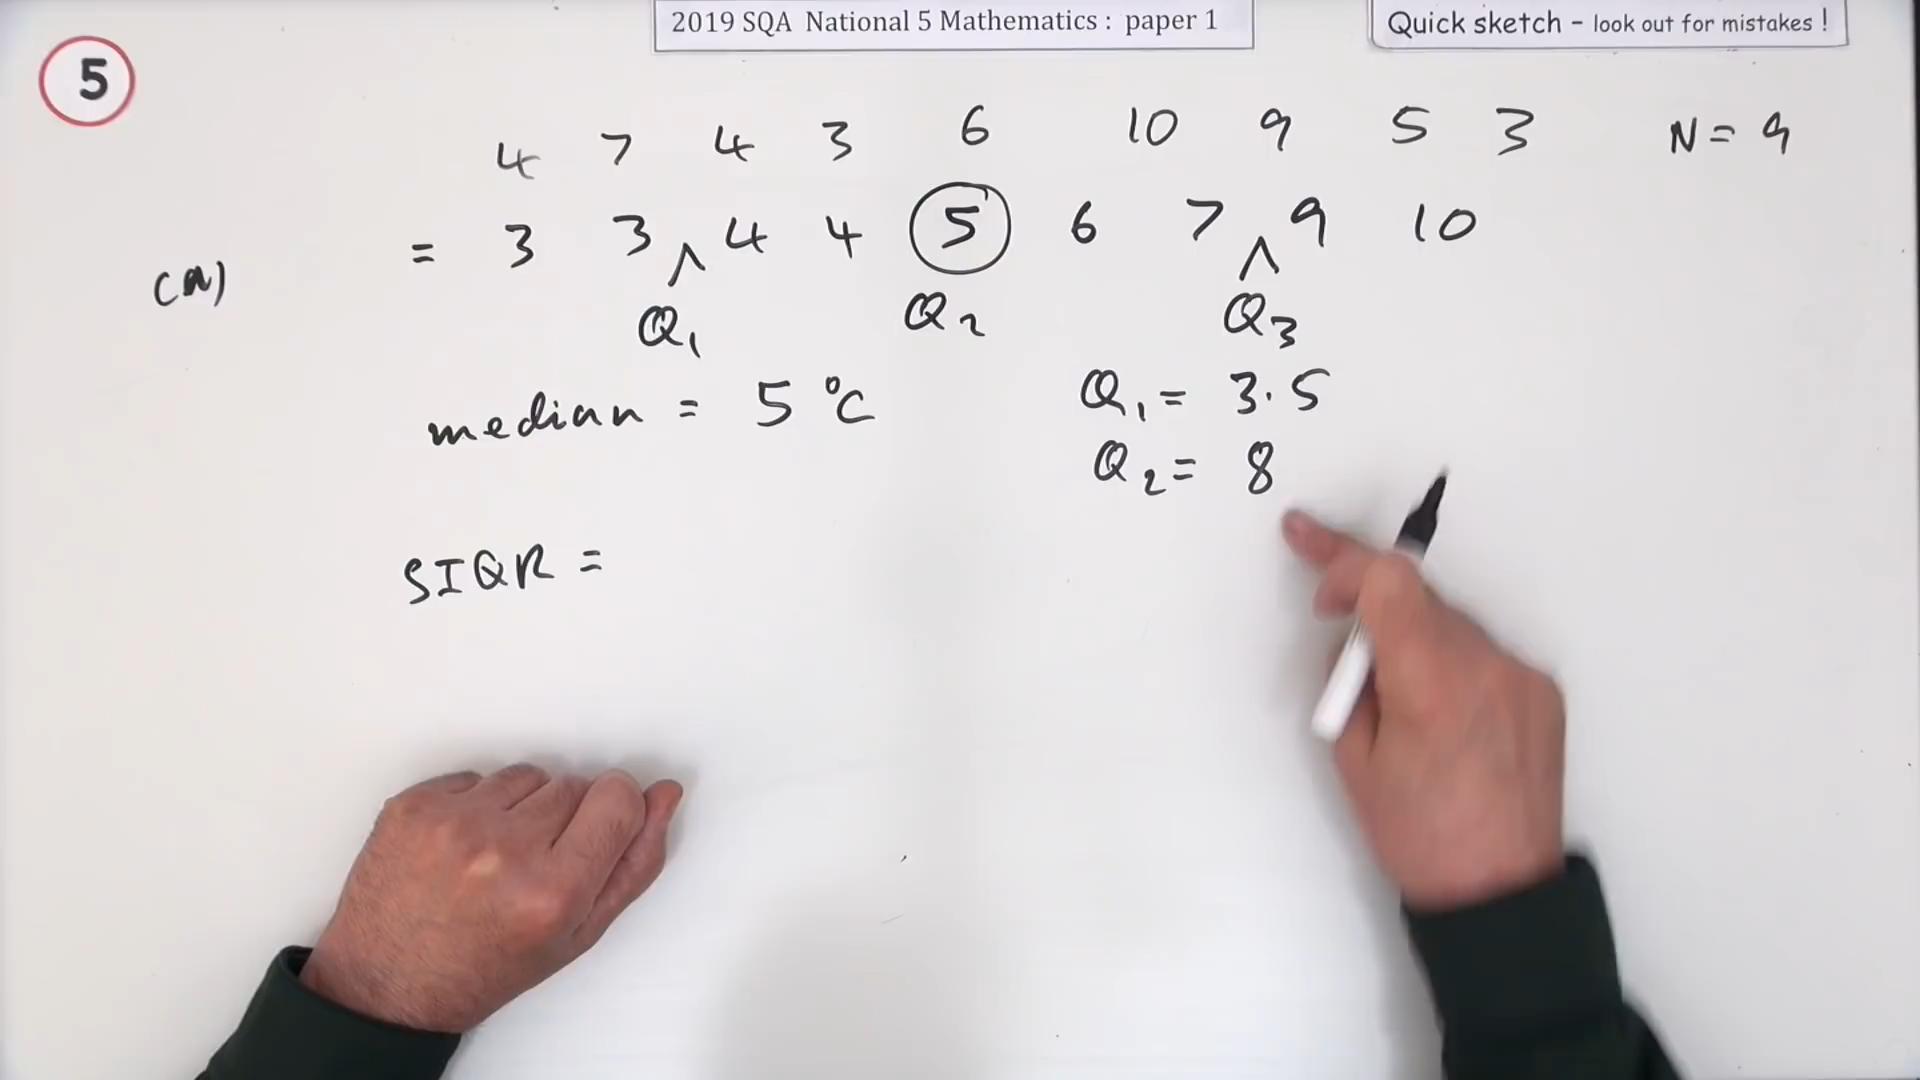 2019 SQA National 5 Mathematics : paper 1
Quick sketch - look out for mistakes !
5
4 7 4 3 6 10 9 5 3 N = 9
(a) = 3 3 4 4 5 6 7 9 10
Q1 Q2 Q3
median = 5 °C
Q1 = 3.5
Q2 = 8
SIQR =